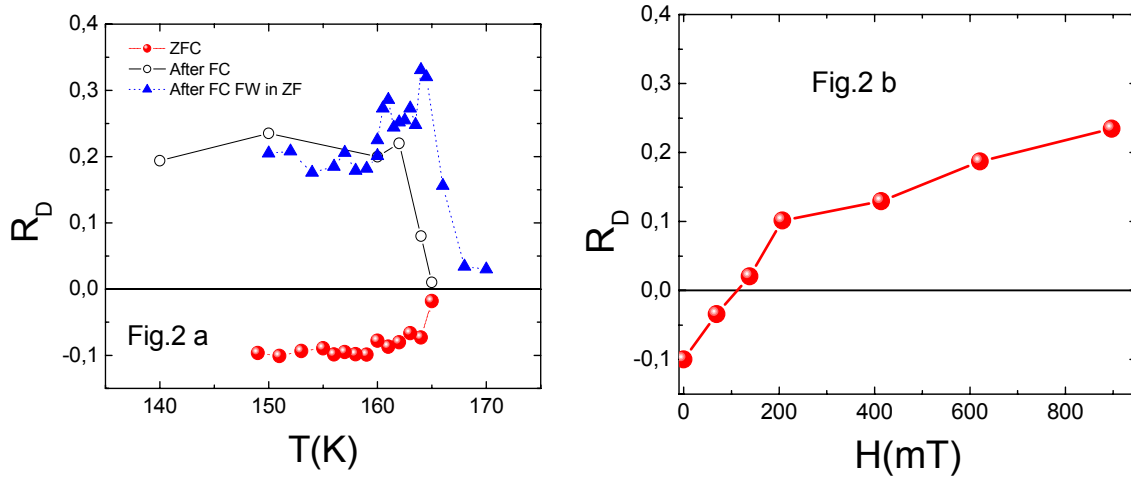 0,4
0,3
0,2
0,1
0,0
-0,1
R_D
ZFC
After FC
After FC FW in ZF
Fig.2 a
140
150
160
170
T(K)
0,4
0,3
0,2
0,1
0,0
-0,1
R_D
Fig.2 b
0
200
400
600
800
H(mT)